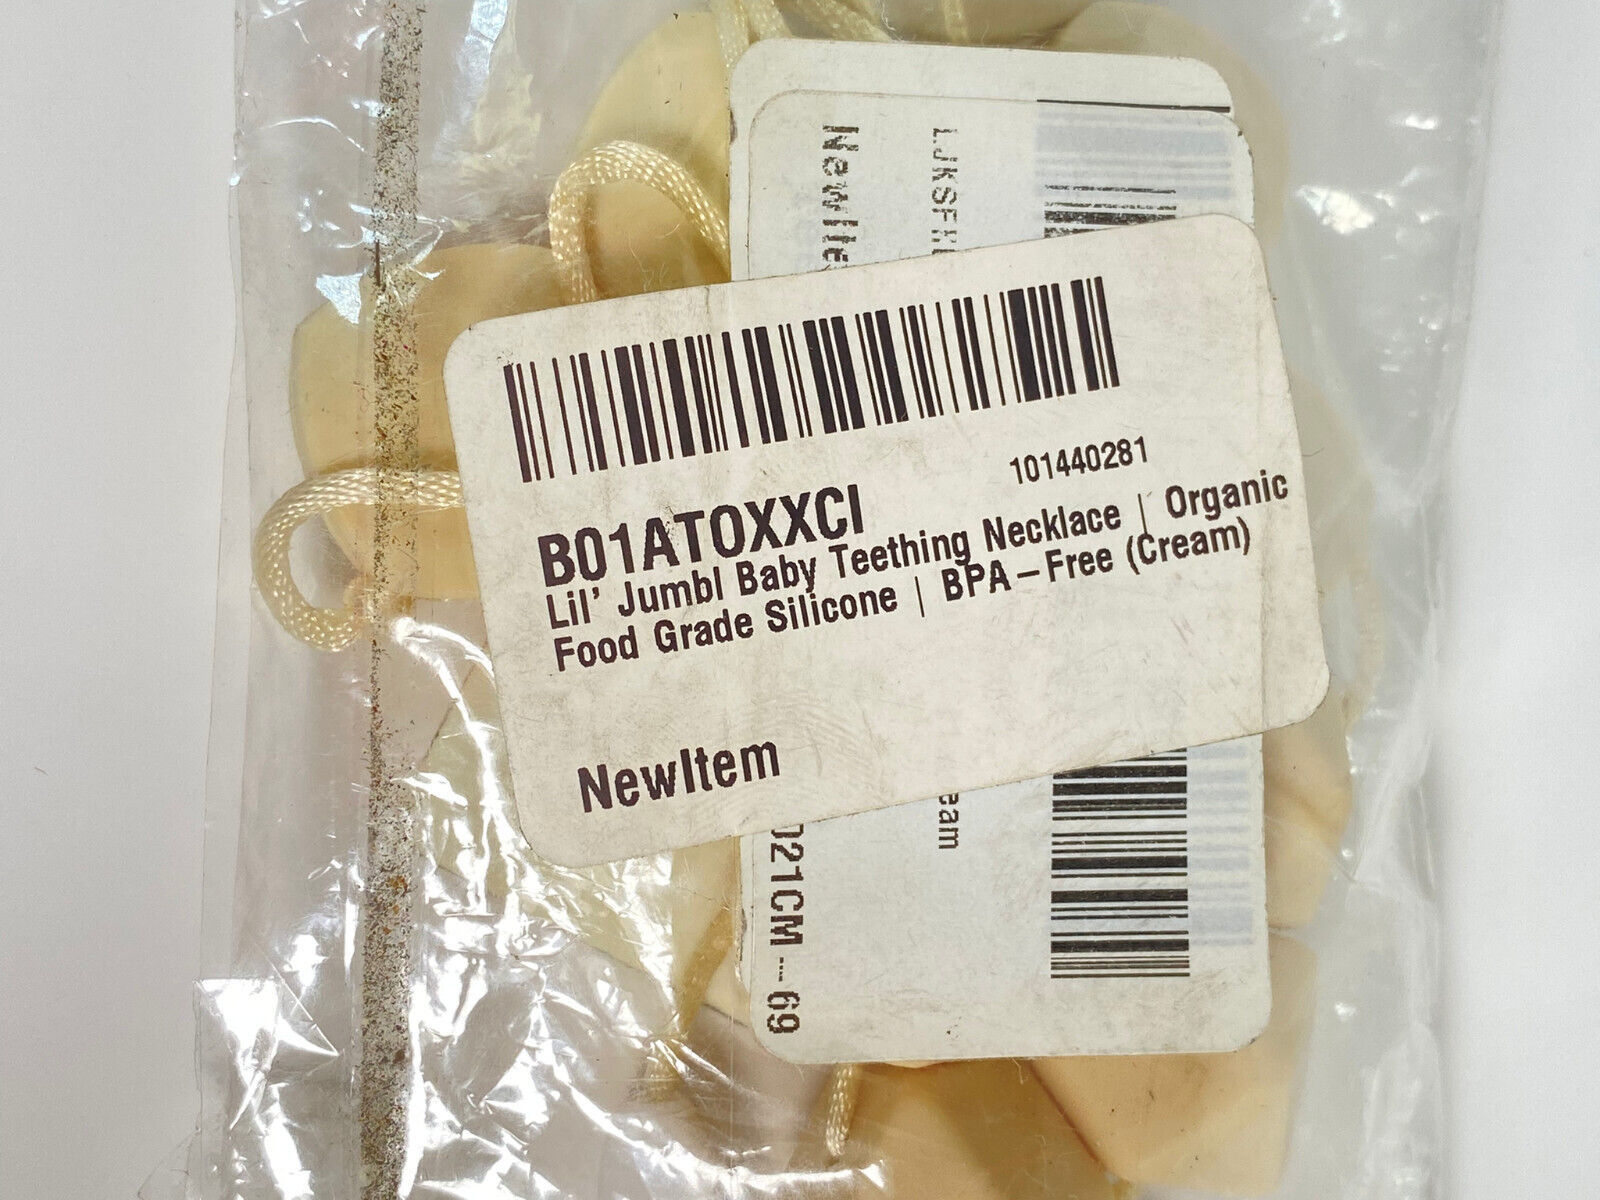 NewIte
LJKSF
101440281
B01ATOXXCI
Lil' Jumbl Baby Teething Necklace | Organic
Food Grade Silicone | BPA-Free (Cream)
NewItem
eam
021CM--69